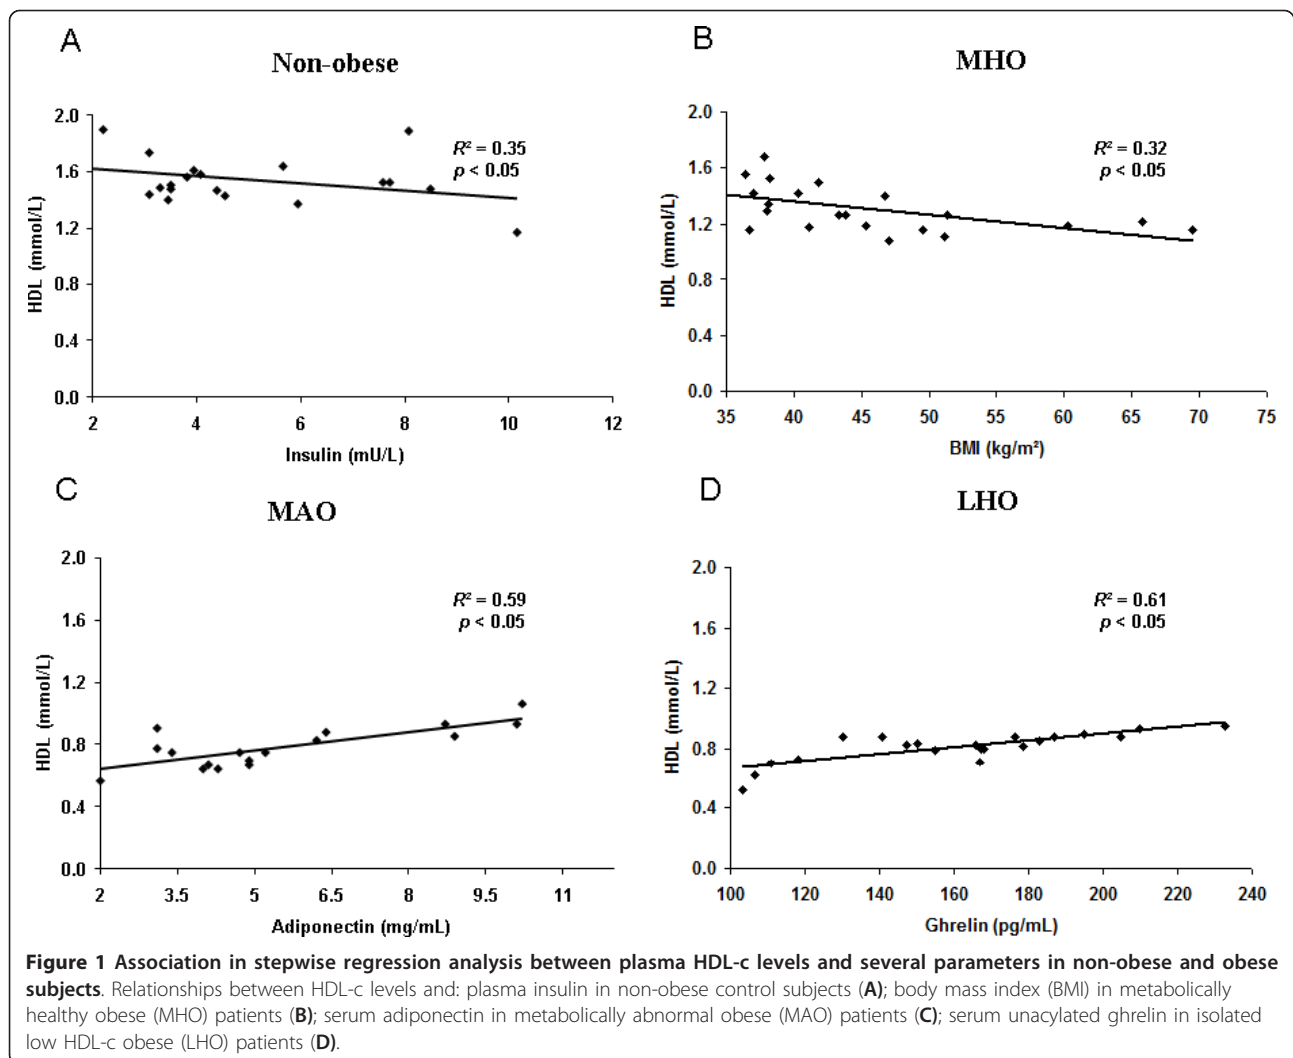 A
Non-obese
R² = 0.35
p < 0.05
HDL (mmol/L)
2.0
1.6
1.2
0.8
0.4
0.0
2 4 6 8 10 12
Insulin (mU/L)
B
MHO
R² = 0.32
p < 0.05
HDL (mmol/L)
2.0
1.6
1.2
0.8
0.4
0.0
35 40 45 50 55 60 65 70 75
BMI (kg/m²)
C
MAO
R² = 0.59
p < 0.05
HDL (mmol/L)
2.0
1.6
1.2
0.8
0.4
0.0
2 3.5 5 6.5 8 9.5 11
Adiponectin (mg/mL)
D
LHO
R² = 0.61
p < 0.05
HDL (mmol/L)
2.0
1.6
1.2
0.8
0.4
0.0
100 120 140 160 180 200 220 240
Ghrelin (pg/mL)
Figure 1 Association in stepwise regression analysis between plasma HDL-c levels and several parameters in non-obese and obese
subjects. Relationships between HDL-c levels and: plasma insulin in non-obese control subjects (A); body mass index (BMI) in metabolically
healthy obese (MHO) patients (B); serum adiponectin in metabolically abnormal obese (MAO) patients (C); serum unacylated ghrelin in isolated
low HDL-c obese (LHO) patients (D).